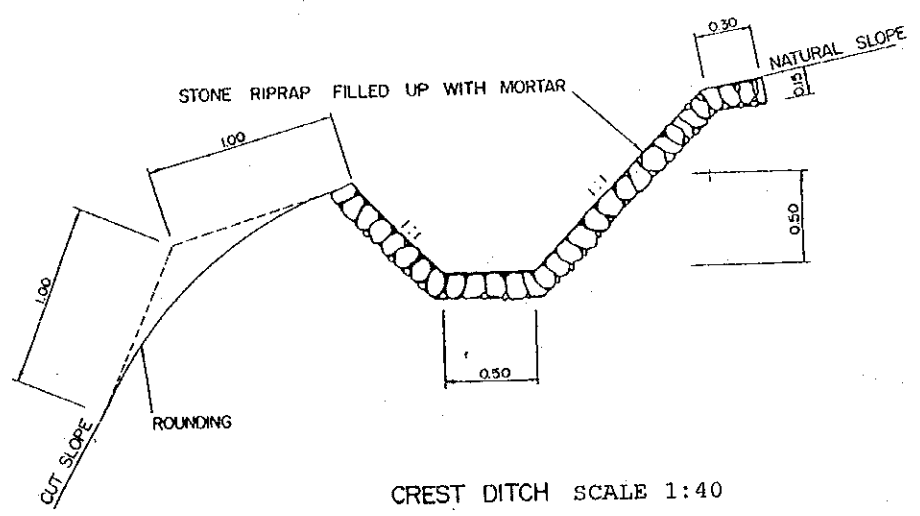 0.30
NATURAL SLOPE
STONE RIPRAP FILLED UP WITH MORTAR
0.15
1.00
1:1
1:1
0.50
1.00
0.50
ROUNDING
CUT SLOPE
CREST DITCH SCALE 1:40